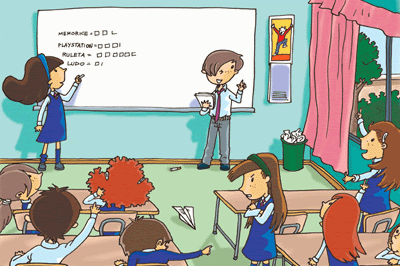 MEMORICE = □ □ L
PLAYSTATION = □ □ □ I
RULETA = □ □ □ □ □ □
LUDO = □ I